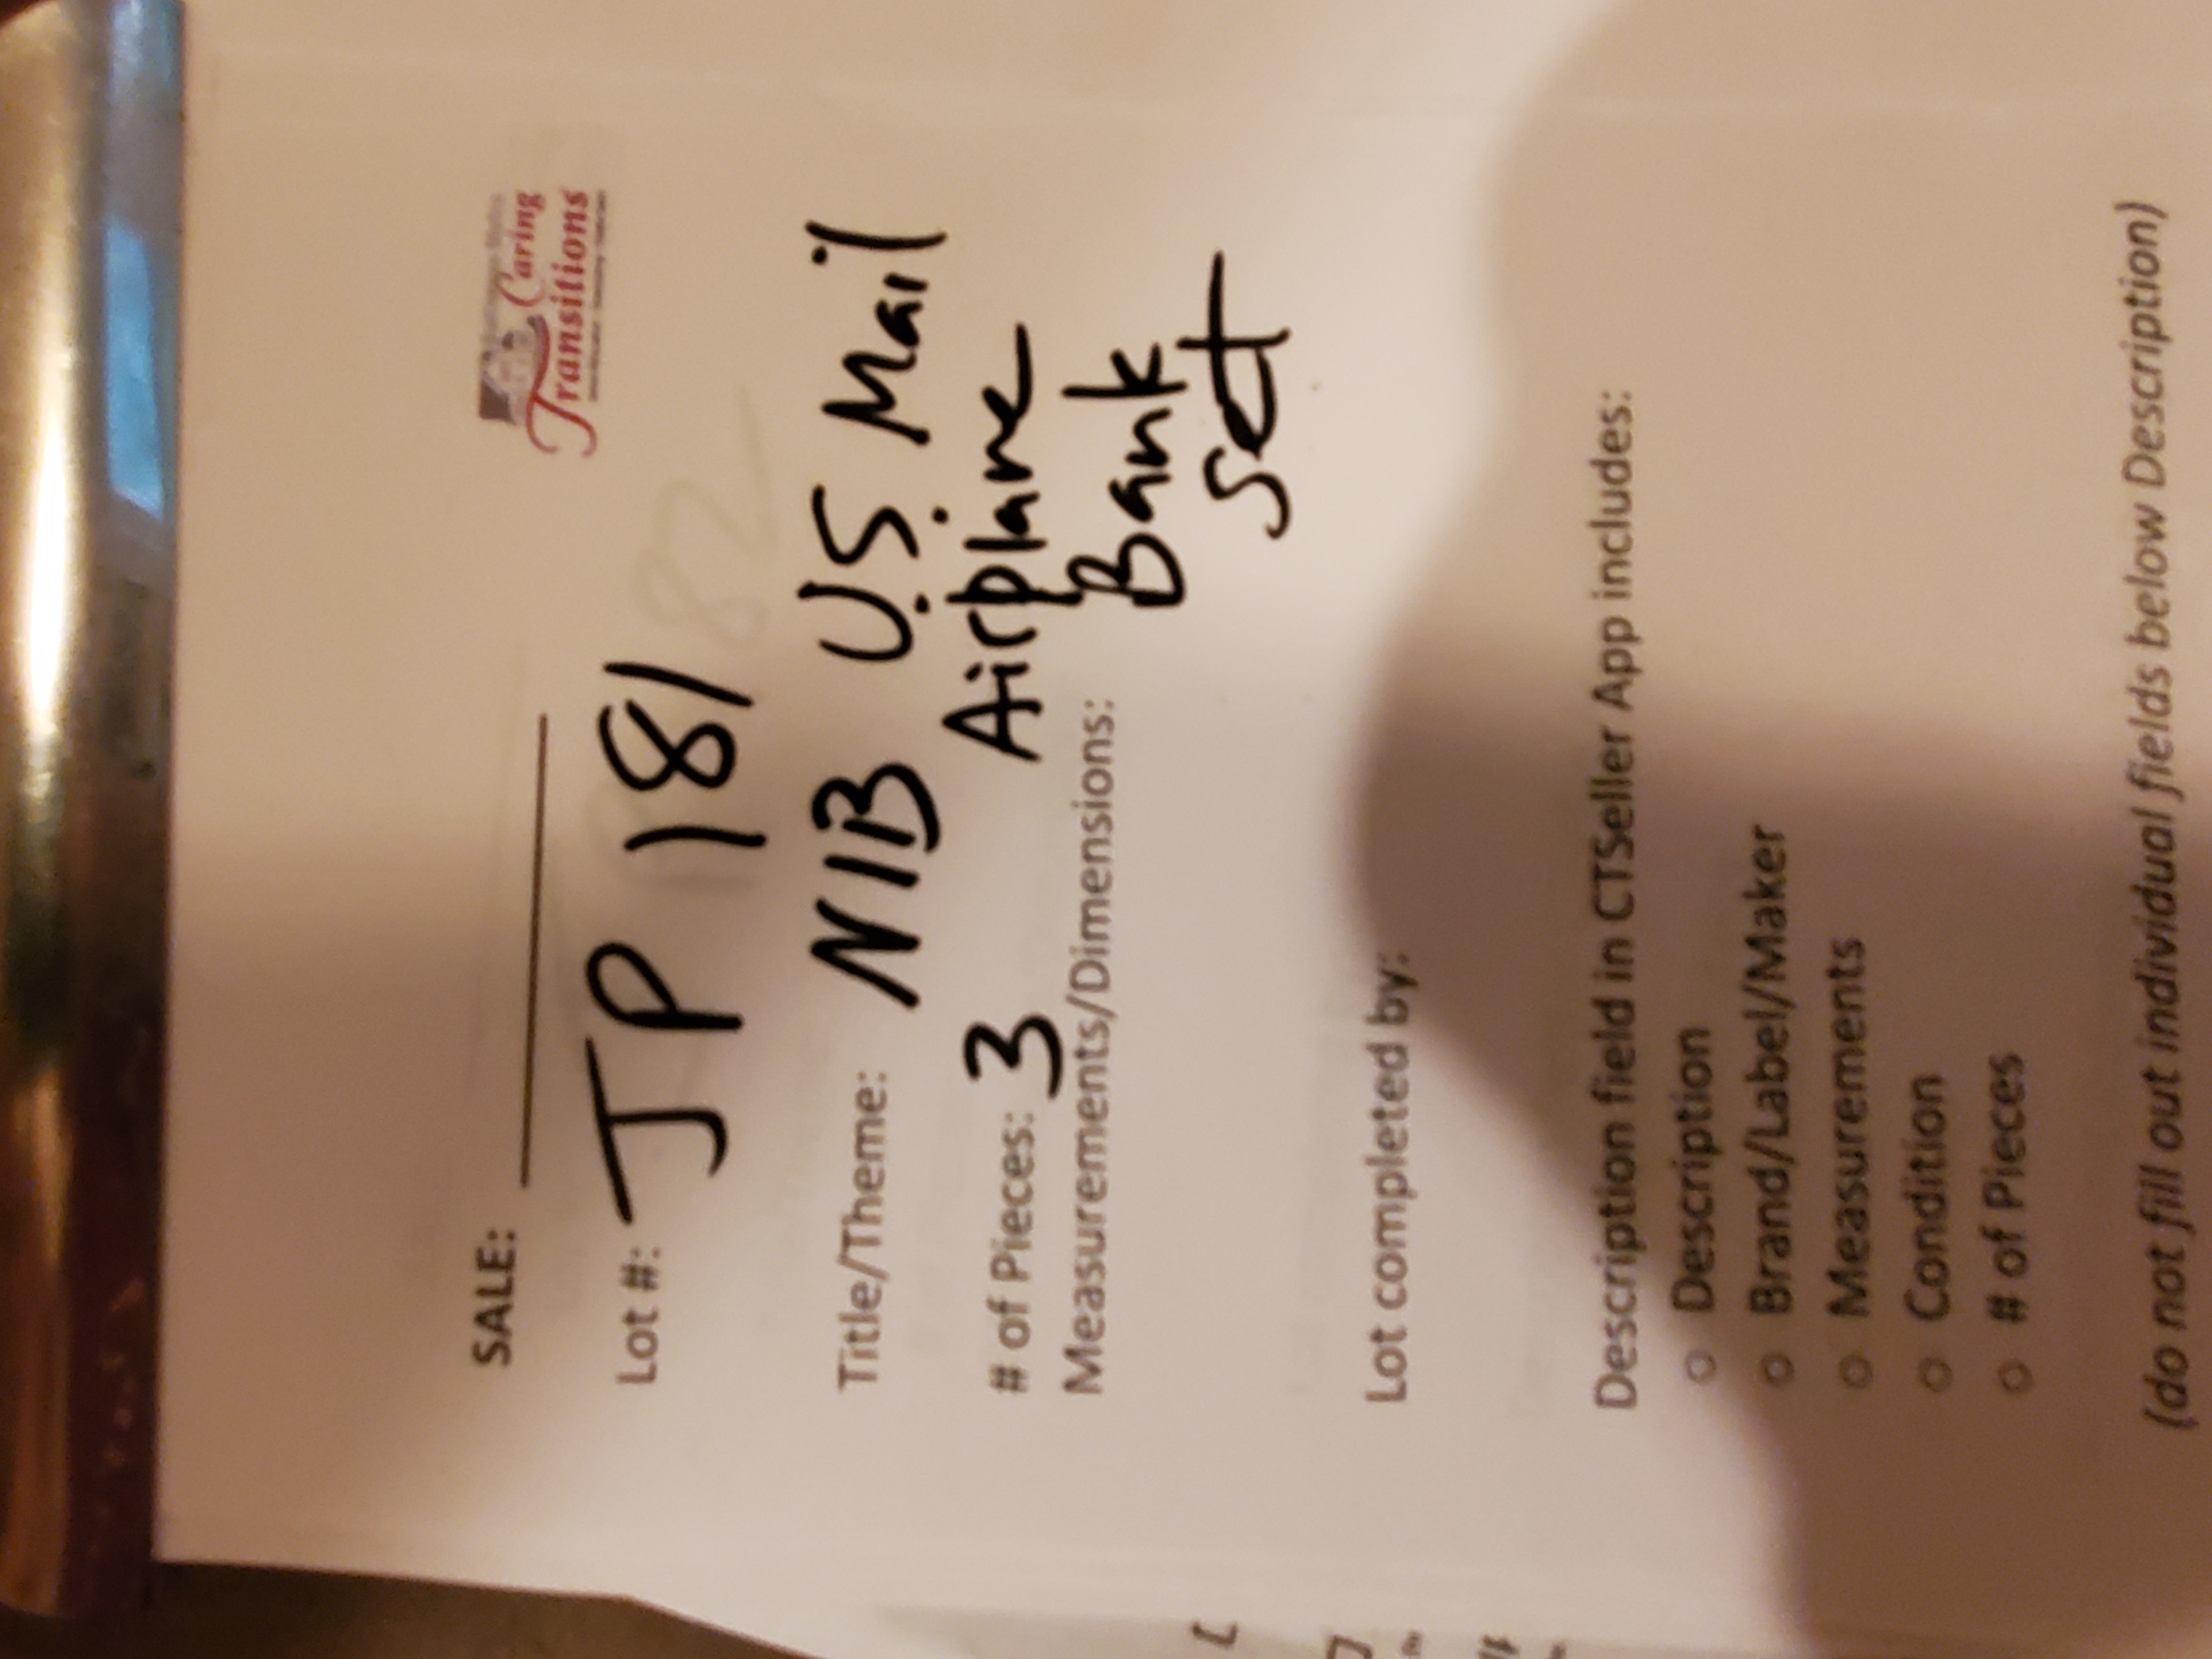 Caring
Transitions
SALE:
Lot #: JP 181
Title/Theme: NIB U.S. Mail
Airplane
# of Pieces: 3
Bank
Set
Measurements/Dimensions:
Lot completed by:
Description field in CTSeller App includes:
o Description
o Brand/Label/Maker
o Measurements
o Condition
o # of Pieces
(do not fill out individual fields below Description)